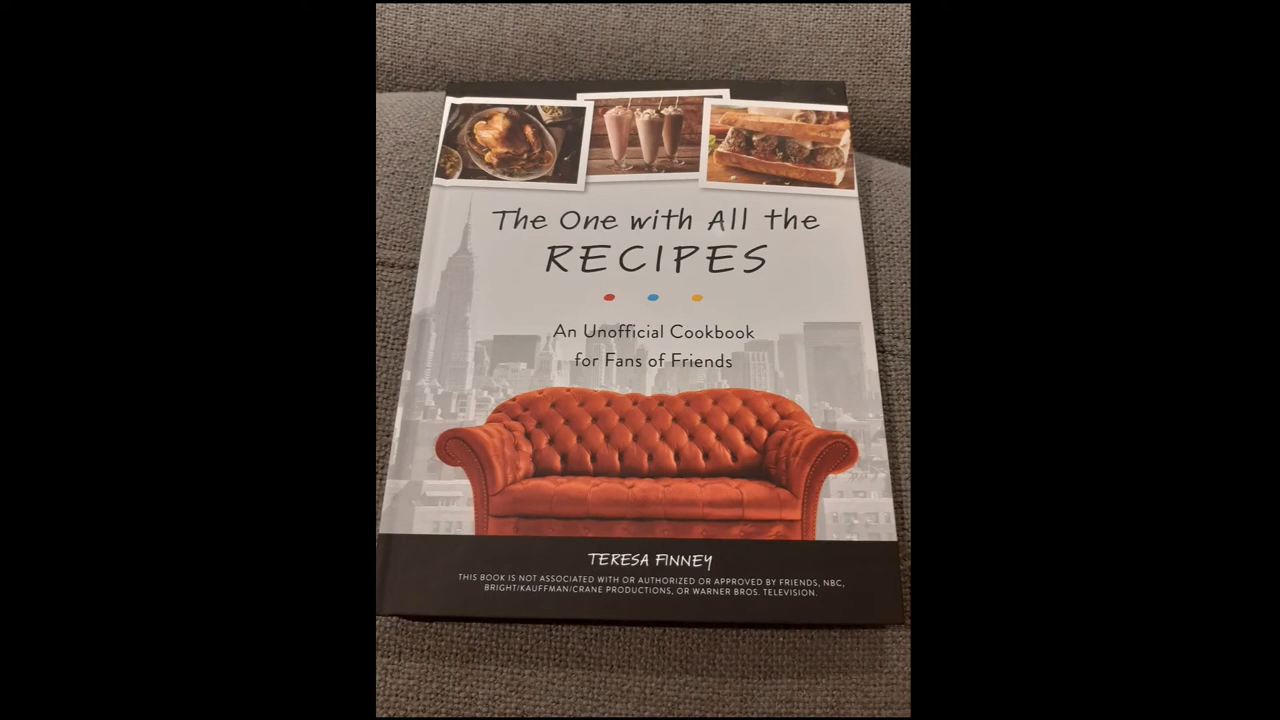 The One with All the
RECIPES
An Unofficial Cookbook
for Fans of Friends
TERESA FINNEY
THIS BOOK IS NOT ASSOCIATED WITH OR AUTHORIZED OR APPROVED BY FRIENDS, NBC,
BRIGHT/KAUFFMAN/CRANE PRODUCTIONS, OR WARNER BROS. TELEVISION.